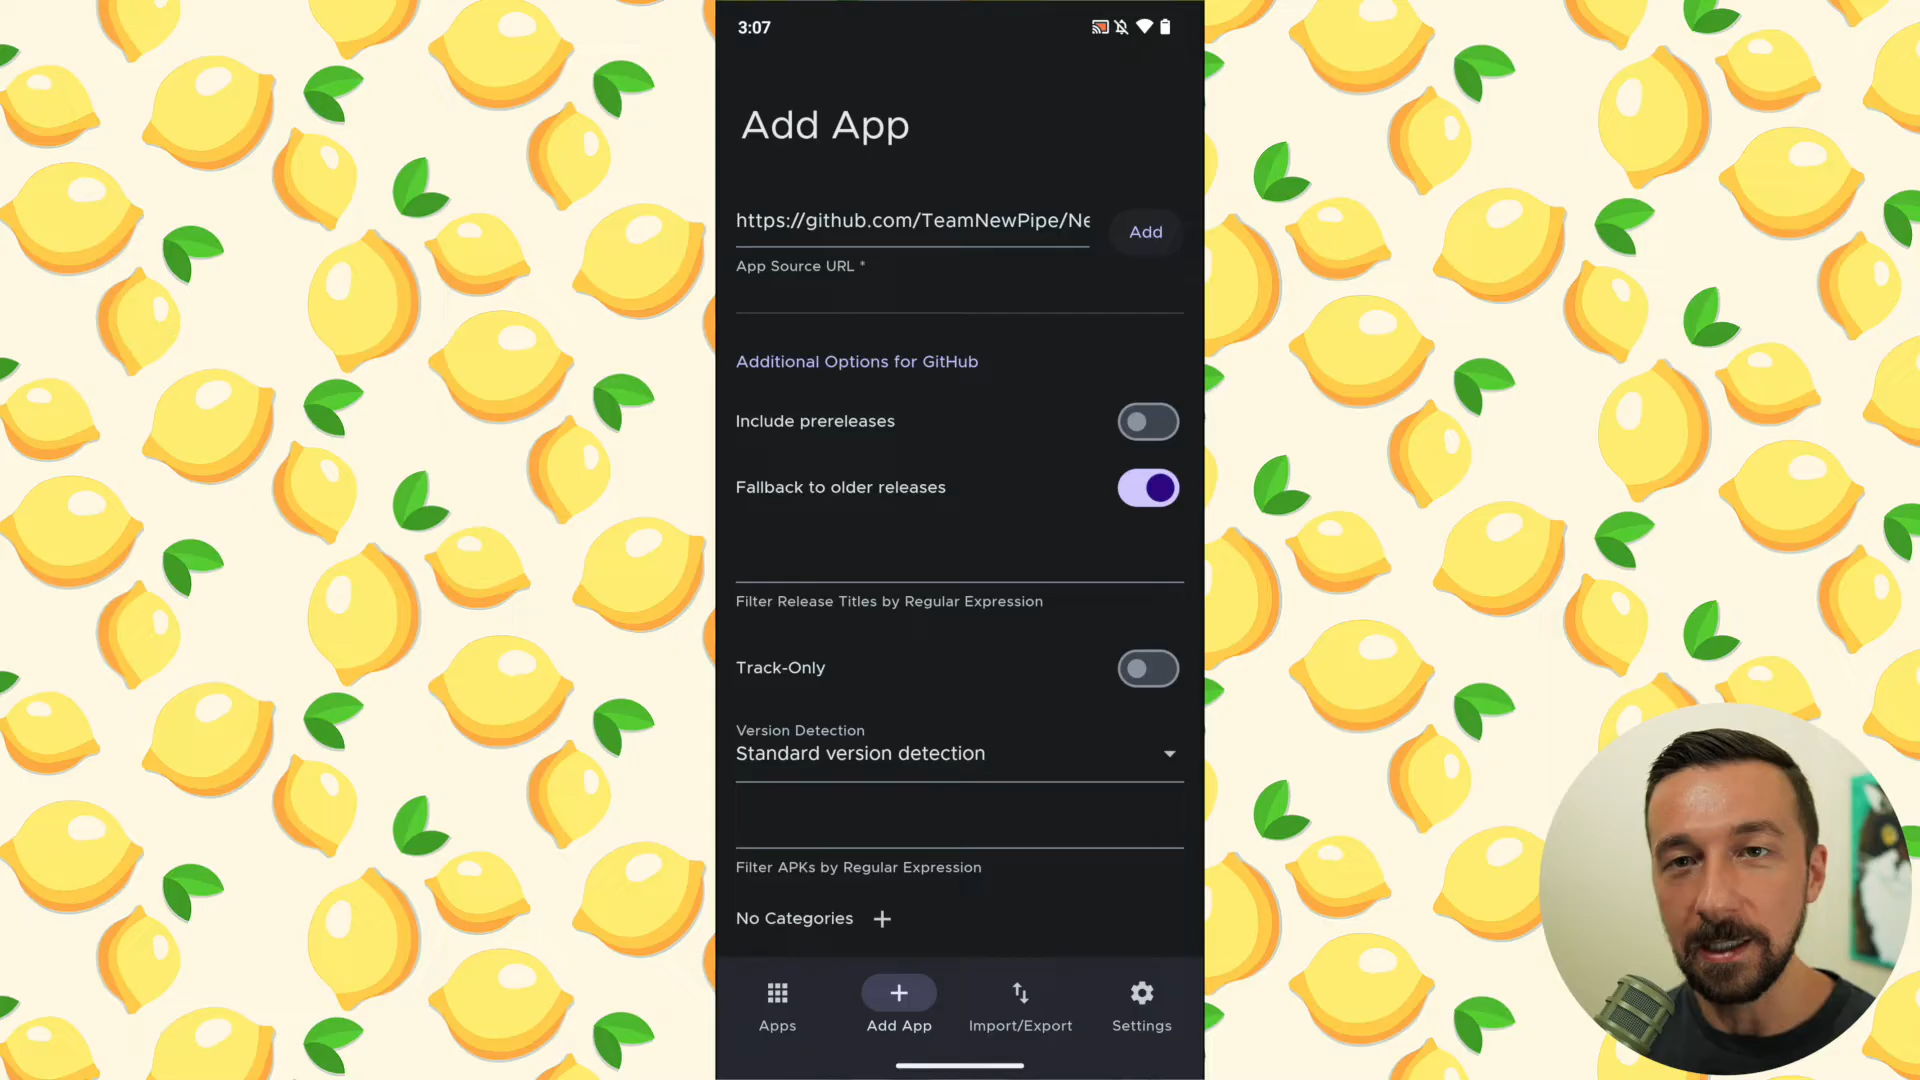 3:07
Add App
https://github.com/TeamNewPipe/Ne
Add
App Source URL *
Additional Options for GitHub
Include prereleases
Fallback to older releases
Filter Release Titles by Regular Expression
Track-Only
Version Detection
Standard version detection
Filter APKs by Regular Expression
No Categories
Apps
Add App
Import/Export
Settings